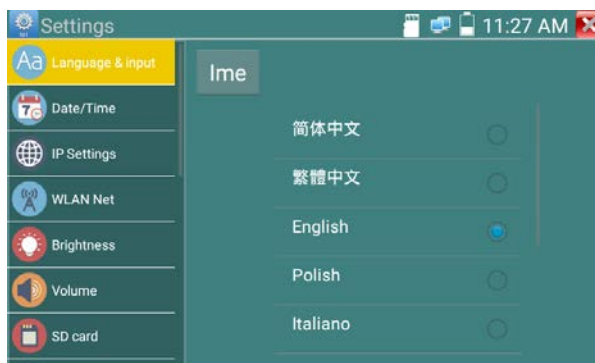 Settings
11:27 AM
Language & input
Date/Time
IP Settings
WLAN Net
Brightness
Volume
SD card
Ime
简体中文
繁體中文
English
Polish
Italiano